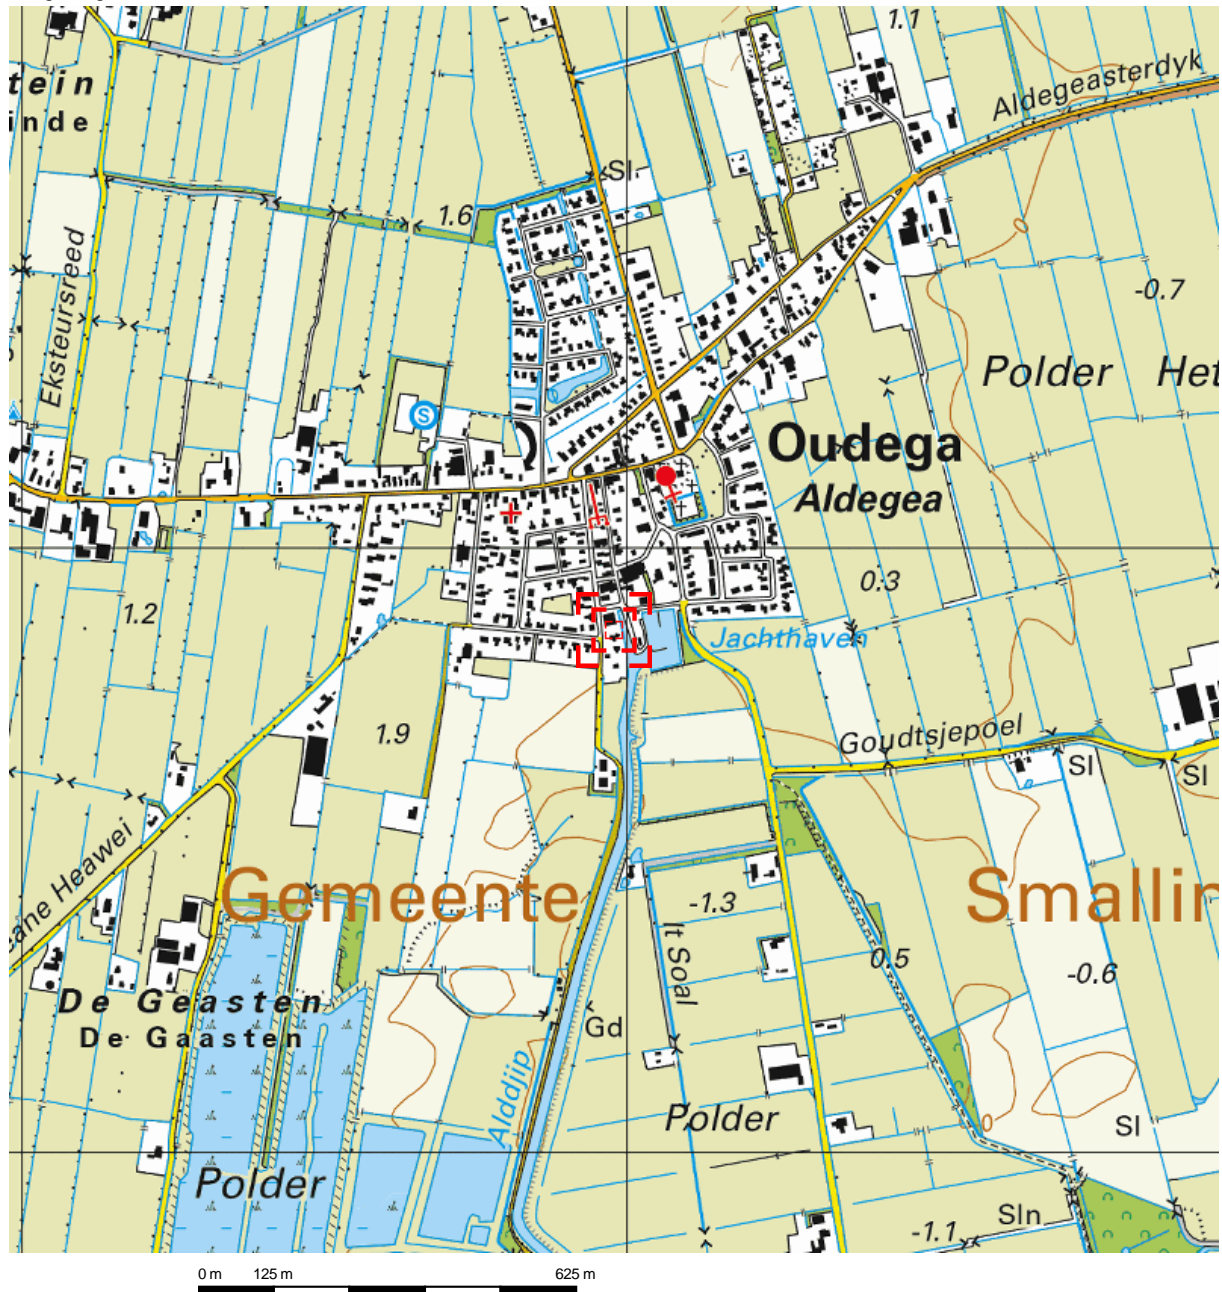 1.1
Aldegeasterdyk
tein
inde
Sl.
1.6
Eksteursreed
-0.7
Polder Het
S
Oudega
Aldegea
0.3
1.2
Jachthaven
1.9
Goudtsjepoel
Sl
Sl
eane Heawei
Gemeente
Smallin
-1.3
It Soal
0.5
-0.6
De Geasten
De Gaasten
Gd
Alddjip
Polder
0
Sl
Polder
Sln
-1.1
0 m 125 m 625 m